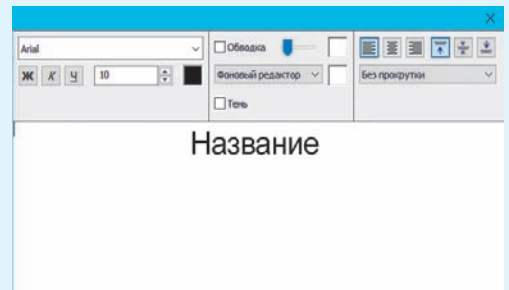 Arial
Обводка
Ж К Ч 10
Фоновый редактор
Без прокрутки
Тень
Название